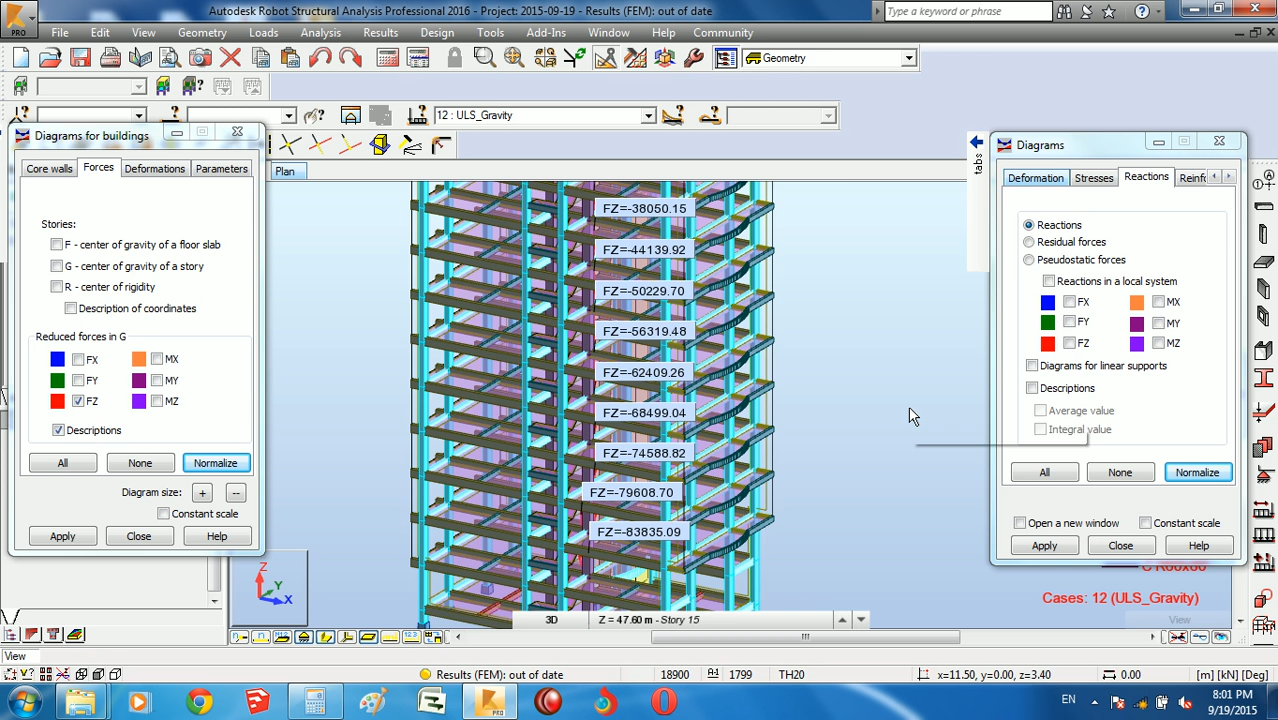 Autodesk Robot Structural Analysis Professional 2016 - Project: 2015-09-19 - Results (FEM): out of date
Type a keyword or phrase
PRO
File Edit View Geometry Loads Analysis Results Design Tools Add-Ins Window Help Community
Geometry
12 : ULS_Gravity
Plan
Diagrams for buildings
Core walls Forces Deformations Parameters
Stories:
F - center of gravity of a floor slab
G - center of gravity of a story
R - center of rigidity
Description of coordinates
Reduced forces in G
FX MX
FY MY
FZ MZ
Descriptions
All None Normalize
Diagram size: + --
Constant scale
Apply Close Help
FZ=-38050.15
FZ=-44139.92
FZ=-50229.70
FZ=-56319.48
FZ=-62409.26
FZ=-68499.04
FZ=-74588.82
FZ=-79608.70
FZ=-83835.09
tabs
Diagrams
Deformation Stresses Reactions Reinfo
Reactions
Residual forces
Pseudostatic forces
Reactions in a local system
FX MX
FY MY
FZ MZ
Diagrams for linear supports
Descriptions
Average value
Integral value
All None Normalize
Open a new window Constant scale
Apply Close Help
Cases: 12 (ULS_Gravity)
View
Z
Y
X
3D Z = 47.60 m - Story 15
View
Results (FEM): out of date 18900 1799 TH20 x=11.50, y=0.00, z=3.40 0.00 [m] [kN] [Deg]
PRO
EN
8:01 PM
9/19/2015